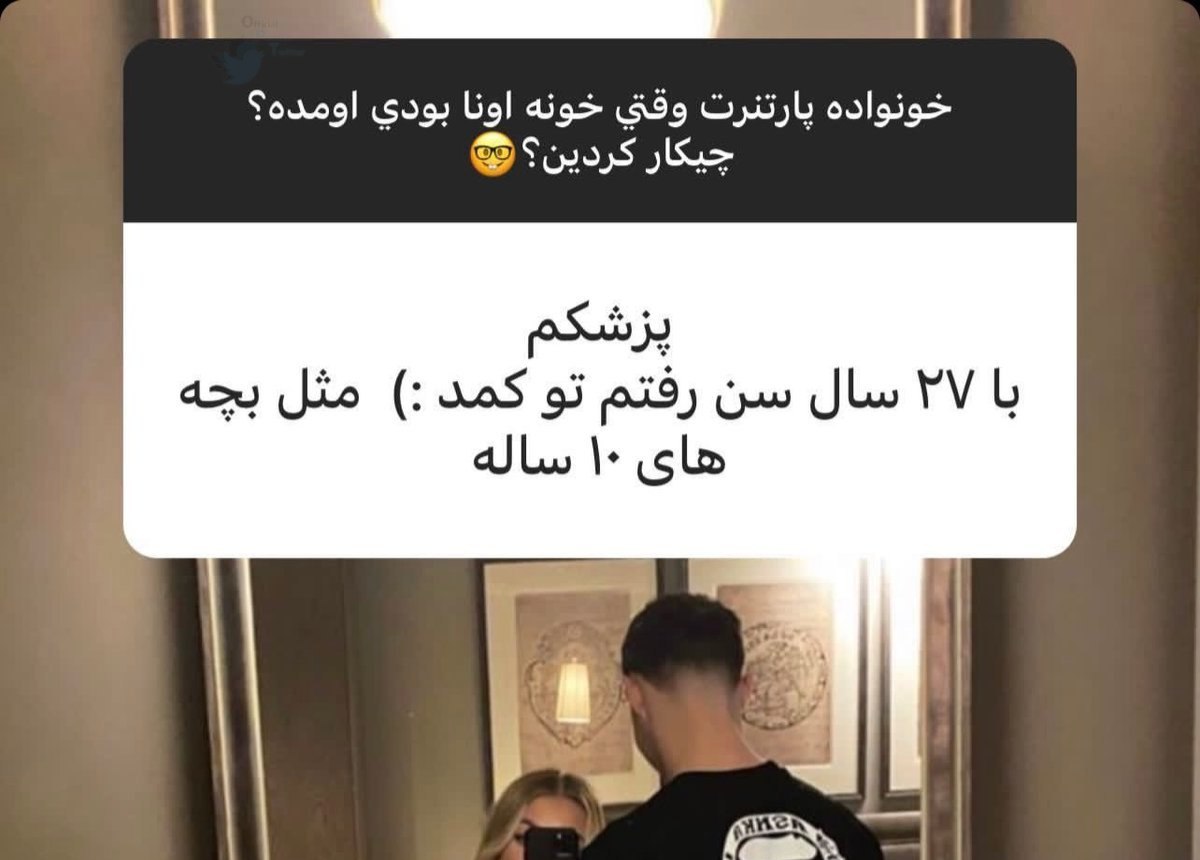 خونواده پارتنرت وقتي خونه اونا بودي اومده؟
چیکار کردین؟🤓
پزشکم
با ۲۷ سال سن رفتم تو کمد :) مثل بچه
های ۱۰ ساله